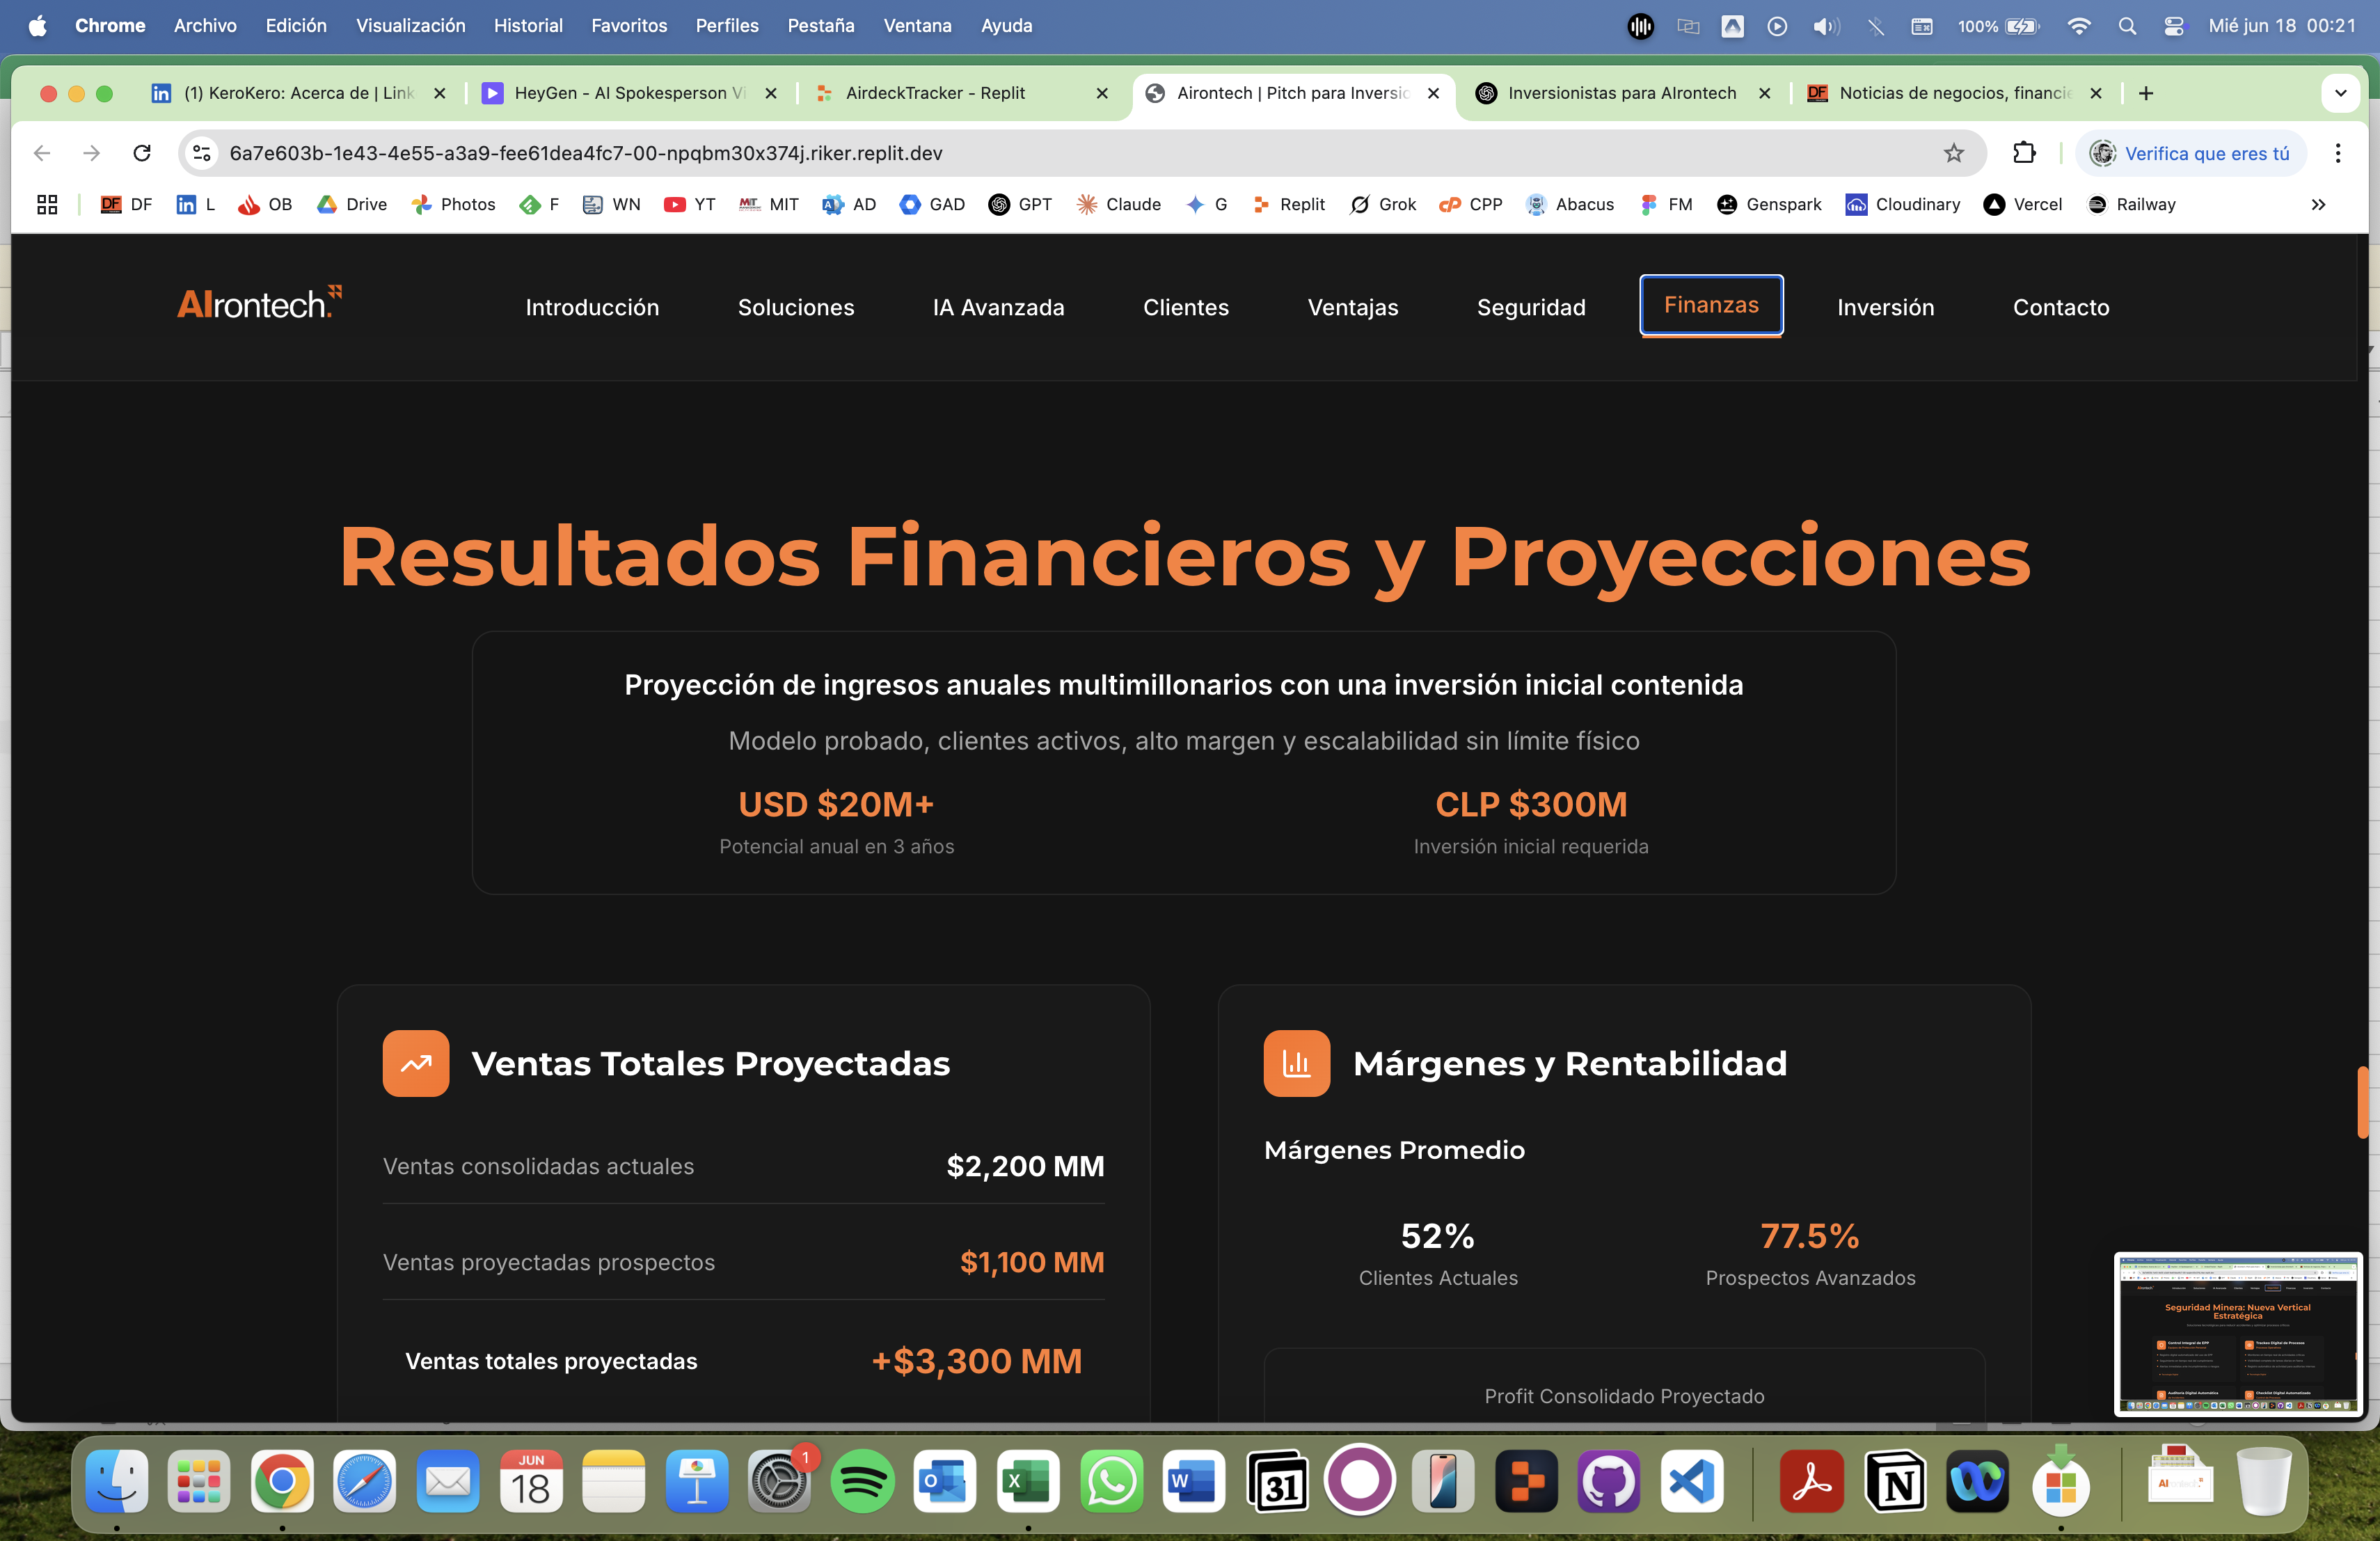 Chrome Archivo Edición Visualización Historial Favoritos Perfiles Pestaña Ventana Ayuda 100% Mié jun 18 00:21
(1) KeroKero: Acerca de | Link HeyGen - AI Spokesperson Vi AirdeckTracker - Replit Airontech | Pitch para Inversio Inversionistas para AIrontech DF Noticias de negocios, financie
6a7e603b-1e43-4e55-a3a9-fee61dea4fc7-00-npqbm30x374j.riker.replit.dev Verifica que eres tú
DF DF L OB Drive Photos F WN YT MIT MIT AD GAD GPT Claude G Replit Grok CPP Abacus FM Genspark Cloudinary Vercel Railway
AIrontech. Introducción Soluciones IA Avanzada Clientes Ventajas Seguridad Finanzas Inversión Contacto
Resultados Financieros y Proyecciones
Proyección de ingresos anuales multimillonarios con una inversión inicial contenida
Modelo probado, clientes activos, alto margen y escalabilidad sin límite físico
USD $20M+ CLP $300M
Potencial anual en 3 años Inversión inicial requerida
Ventas Totales Proyectadas
Ventas consolidadas actuales $2,200 MM
Ventas proyectadas prospectos $1,100 MM
Ventas totales proyectadas +$3,300 MM
Márgenes y Rentabilidad
Márgenes Promedio
52% 77.5%
Clientes Actuales Prospectos Avanzados
Profit Consolidado Proyectado
Seguridad Minera: Nueva Vertical
Estratégica
JUN
18
1
31